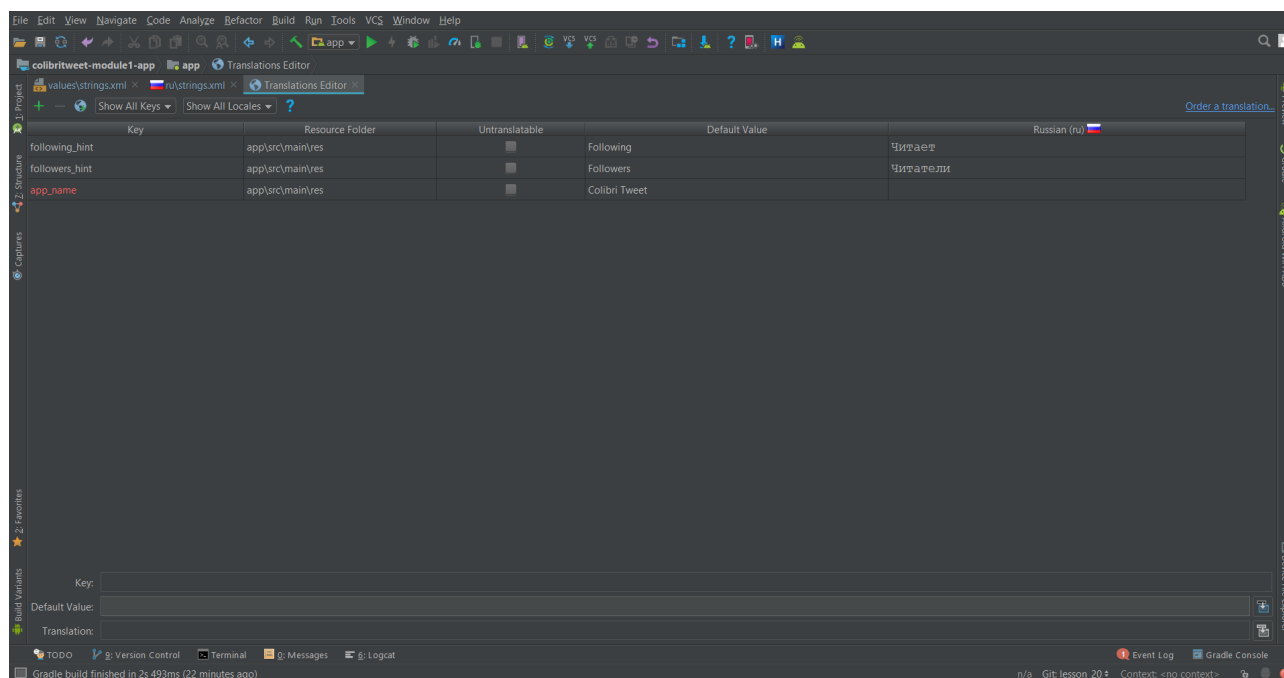 File Edit View Navigate Code Analyze Refactor Build Run Tools VCS Window Help
app VCS VCS ? H
colibritweet-module1-app app Translations Editor
values\strings.xml ru\strings.xml Translations Editor
Show All Keys Show All Locales ? Order a translation...
Key Resource Folder Untranslatable Default Value Russian (ru)
following_hint app\src\main\res Following Читает
followers_hint app\src\main\res Followers Читатели
app_name app\src\main\res Colibri Tweet
1: Project
Z: Structure
Captures
2: Favorites
Build Variants
Key:
Default Value:
Translation:
TODO 9: Version Control Terminal 0: Messages 6: Logcat 1 Event Log Gradle Console
Gradle build finished in 2s 493ms (22 minutes ago) n/a Git: lesson_20 Context: <no context>